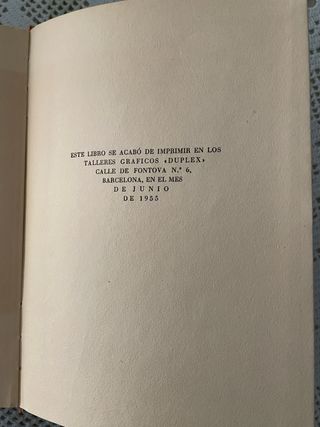 ESTE LIBRO SE ACABÓ DE IMPRIMIR EN LOS
TALLERES GRAFICOS «DUPLEX»
CALLE DE FONTOVA N.º 6,
BARCELONA, EN EL MES
DE JUNIO
DE 1955